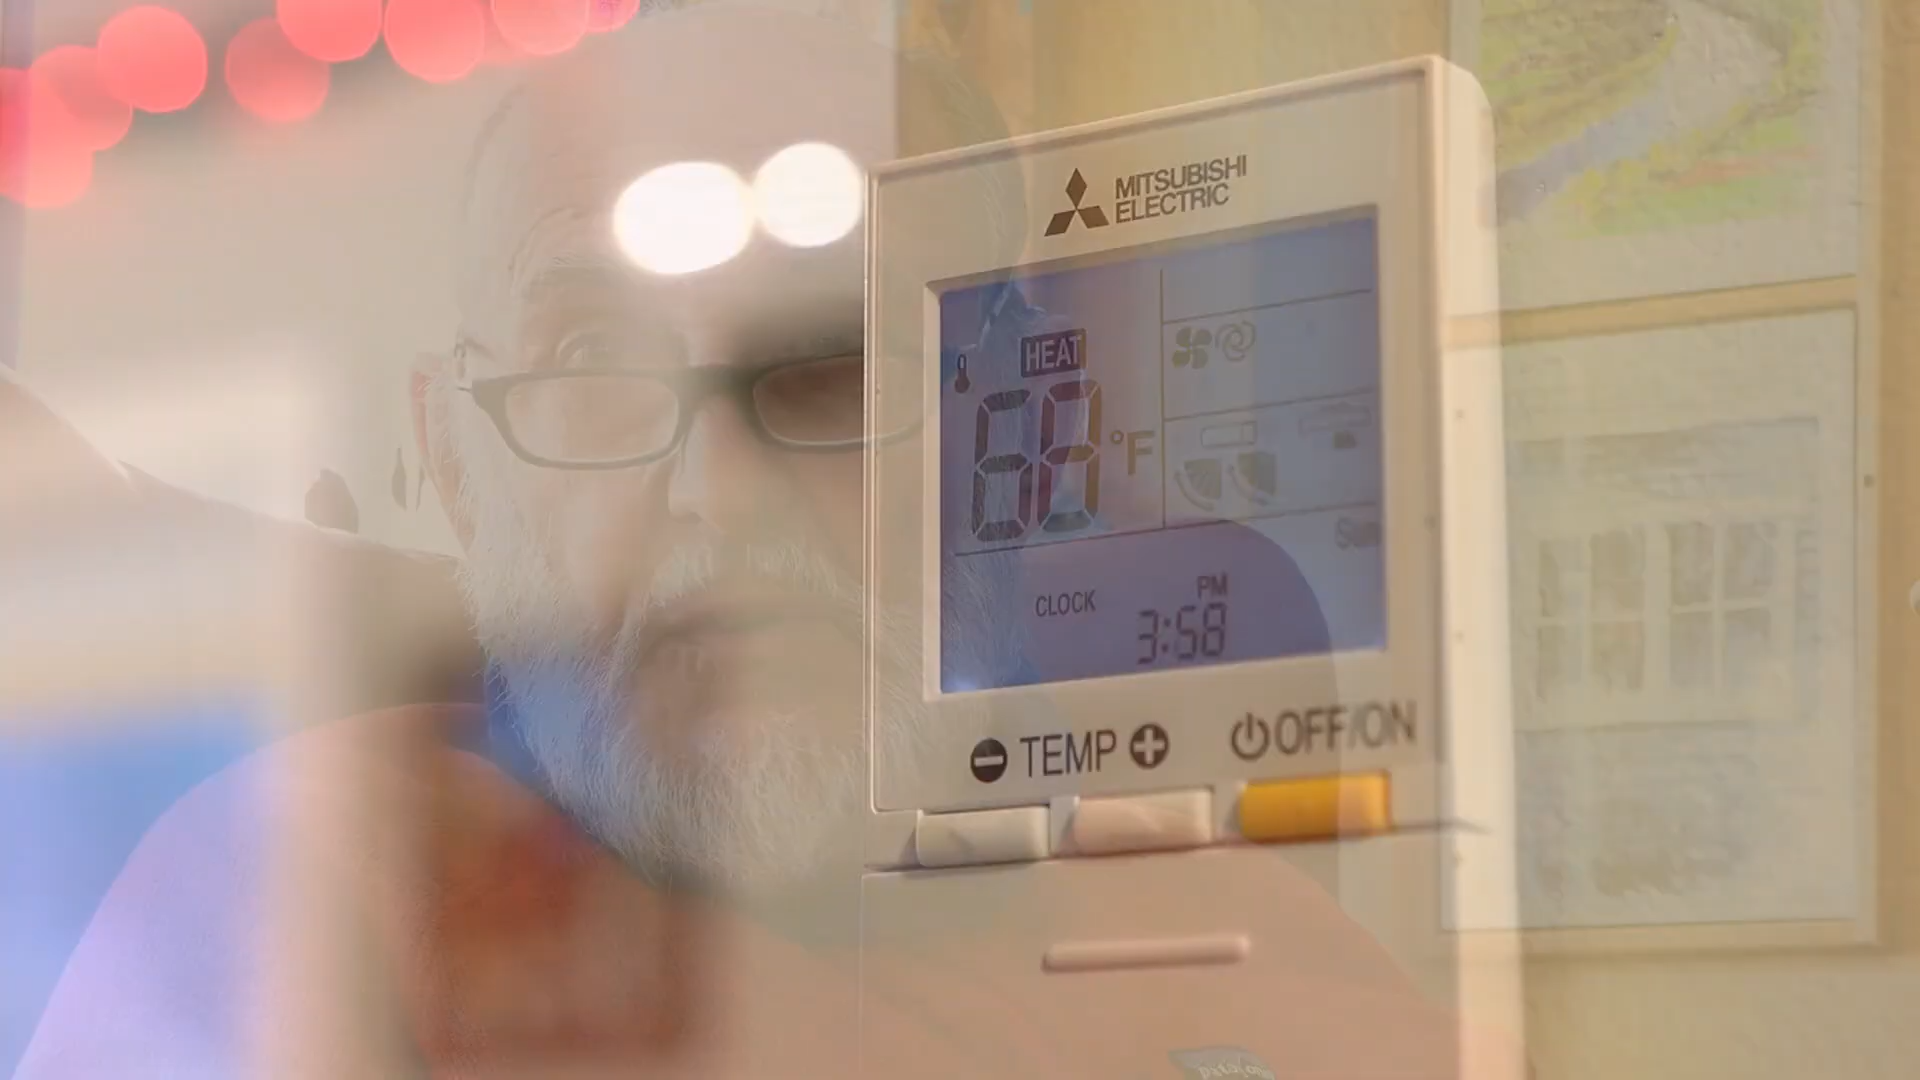 MITSUBISHI
ELECTRIC
HEAT
68°F
CLOCK
PM
3:58
TEMP
OFF/ON